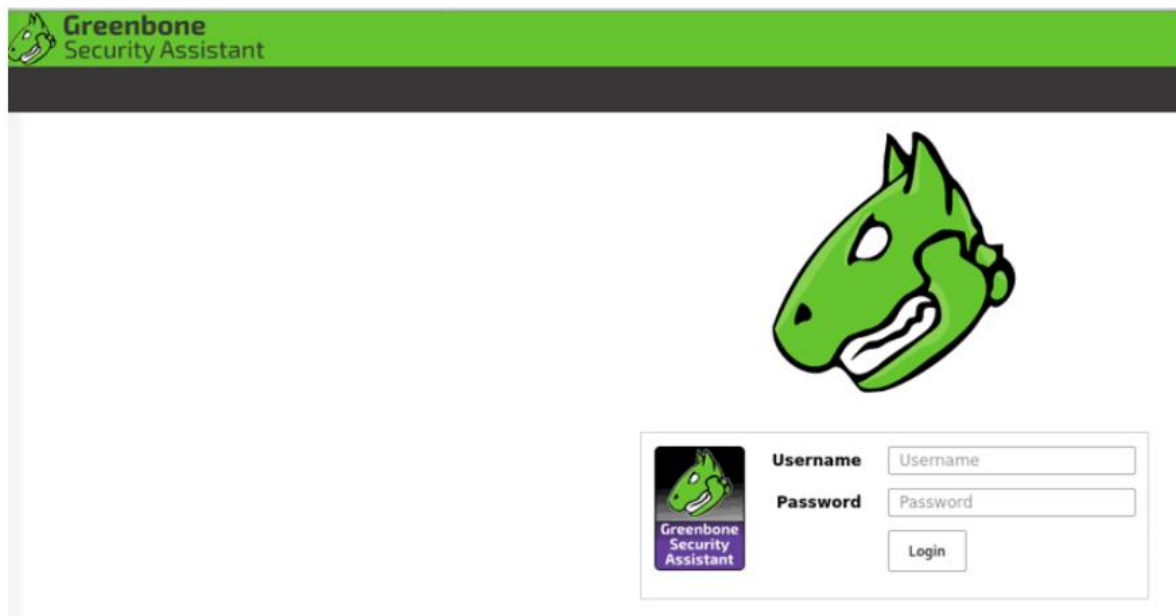 Greenbone
Security Assistant
Username Username
Password Password
Login
Greenbone
Security
Assistant